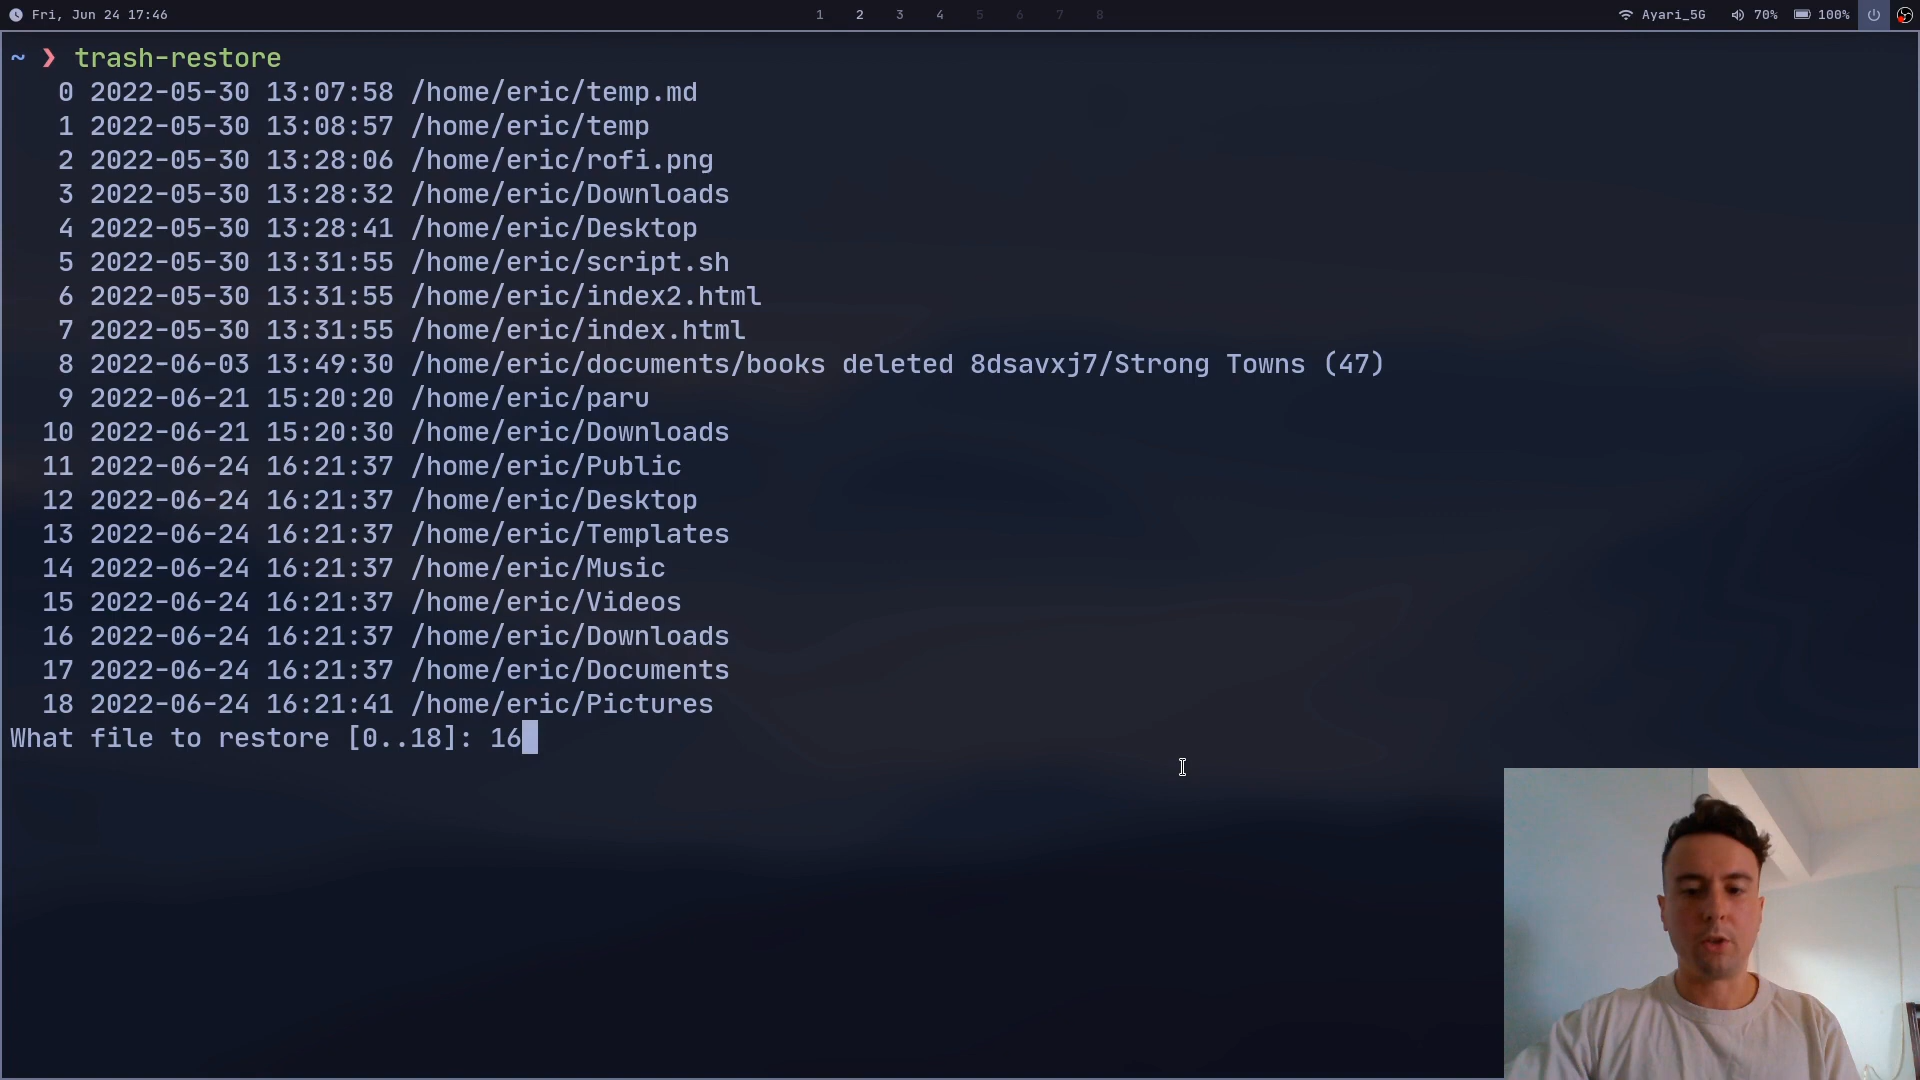 Fri, Jun 24 17:46 1 2 3 4 5 6 7 8 Ayari_5G 70% 100%
~ ❯ trash-restore
0 2022-05-30 13:07:58 /home/eric/temp.md
1 2022-05-30 13:08:57 /home/eric/temp
2 2022-05-30 13:28:06 /home/eric/rofi.png
3 2022-05-30 13:28:32 /home/eric/Downloads
4 2022-05-30 13:28:41 /home/eric/Desktop
5 2022-05-30 13:31:55 /home/eric/script.sh
6 2022-05-30 13:31:55 /home/eric/index2.html
7 2022-05-30 13:31:55 /home/eric/index.html
8 2022-06-03 13:49:30 /home/eric/documents/books deleted 8dsavxj7/Strong Towns (47)
9 2022-06-21 15:20:20 /home/eric/paru
10 2022-06-21 15:20:30 /home/eric/Downloads
11 2022-06-24 16:21:37 /home/eric/Public
12 2022-06-24 16:21:37 /home/eric/Desktop
13 2022-06-24 16:21:37 /home/eric/Templates
14 2022-06-24 16:21:37 /home/eric/Music
15 2022-06-24 16:21:37 /home/eric/Videos
16 2022-06-24 16:21:37 /home/eric/Downloads
17 2022-06-24 16:21:37 /home/eric/Documents
18 2022-06-24 16:21:41 /home/eric/Pictures
What file to restore [0..18]: 16